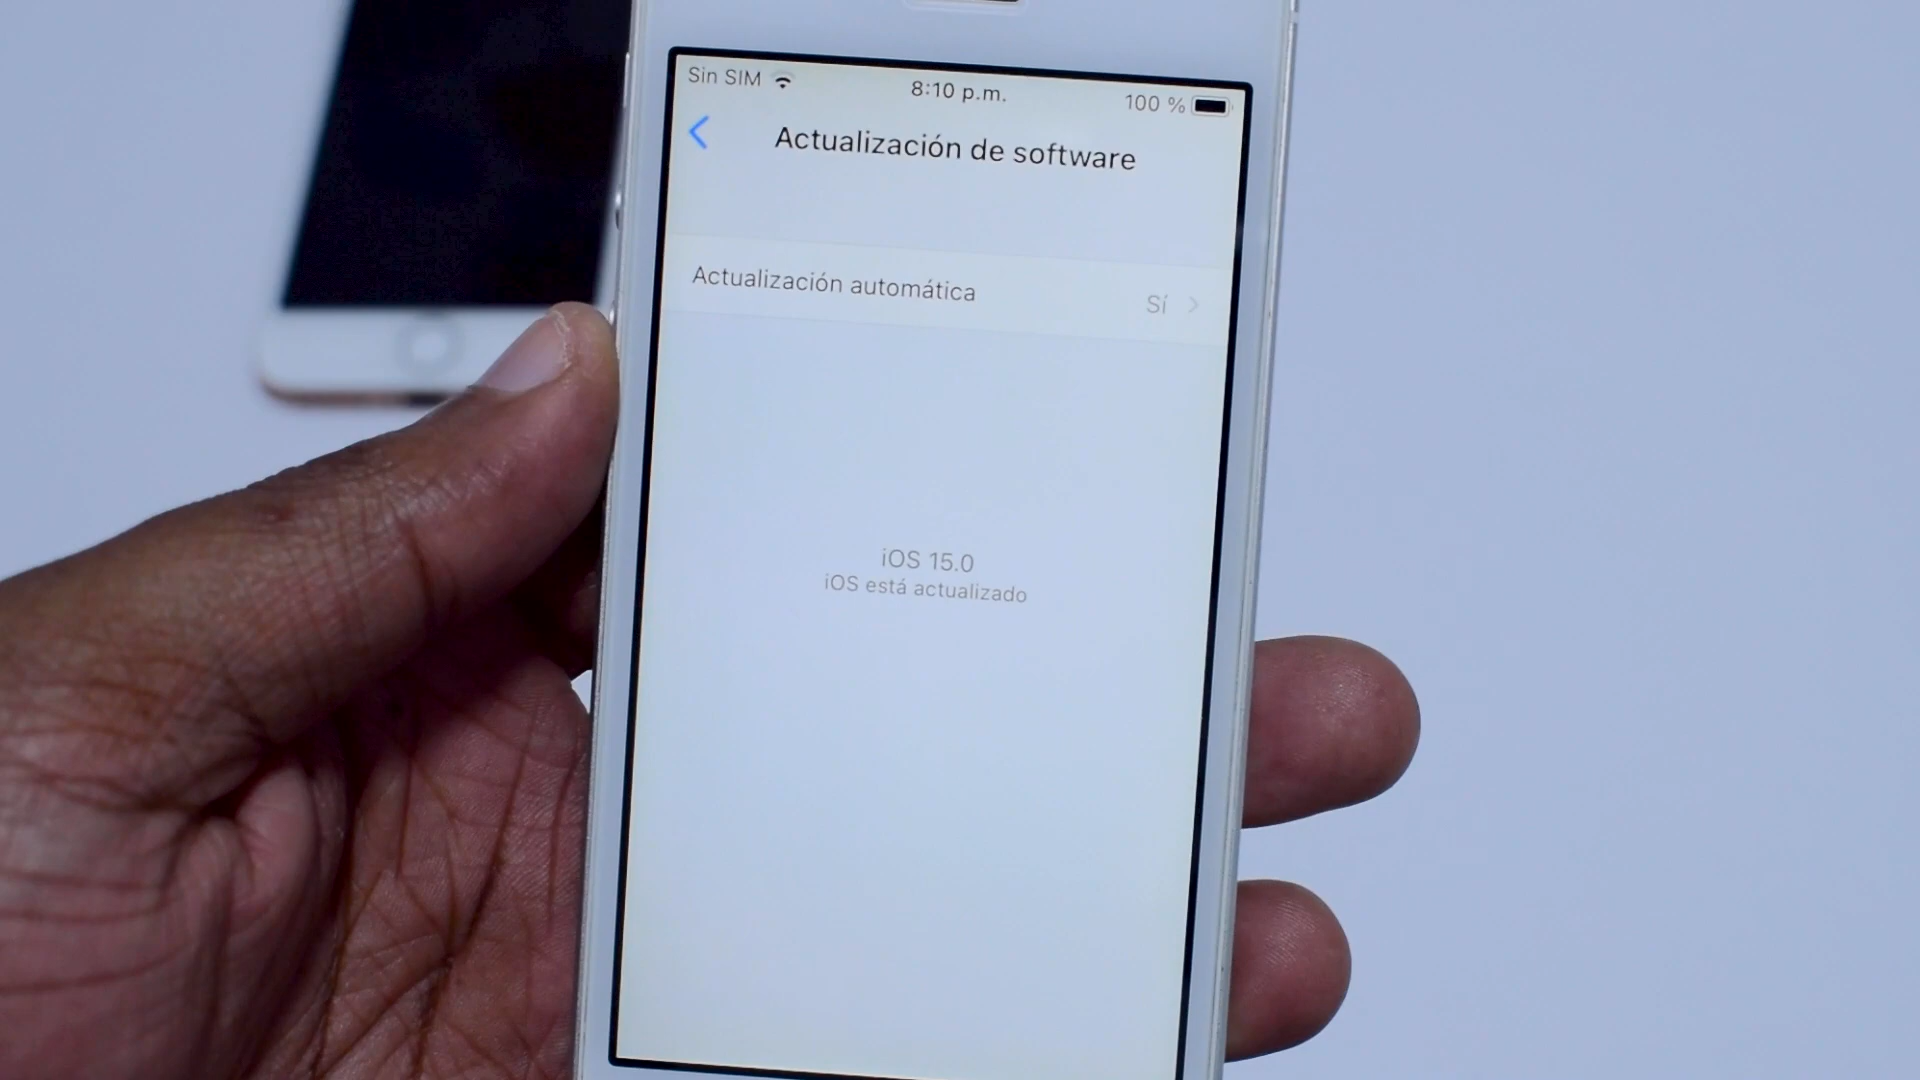 Sin SIM 8:10 p.m. 100 %
Actualización de software
Actualización automática Sí
iOS 15.0
iOS está actualizado